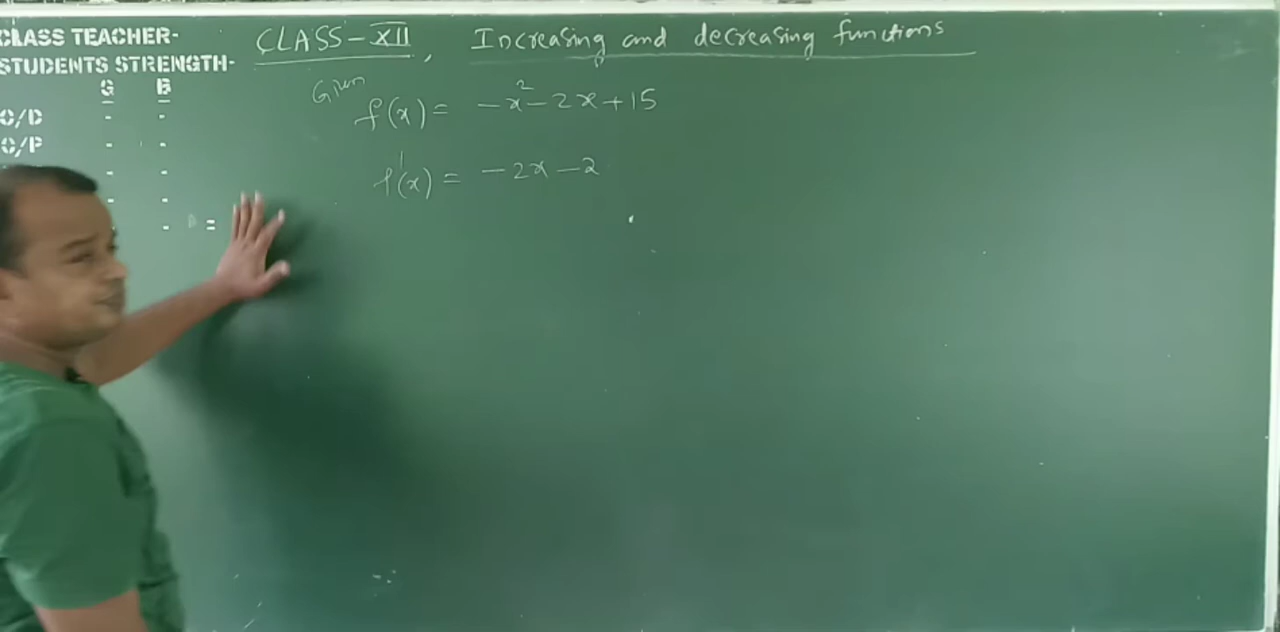 CLASS TEACHER-
STUDENTS STRENGTH-
G B
O/D - -
O/P - -
- -
- -
- =
CLASS-XII, Increasing and decreasing functions
Given
f(x) = -x²-2x+15
f'(x) = -2x-2